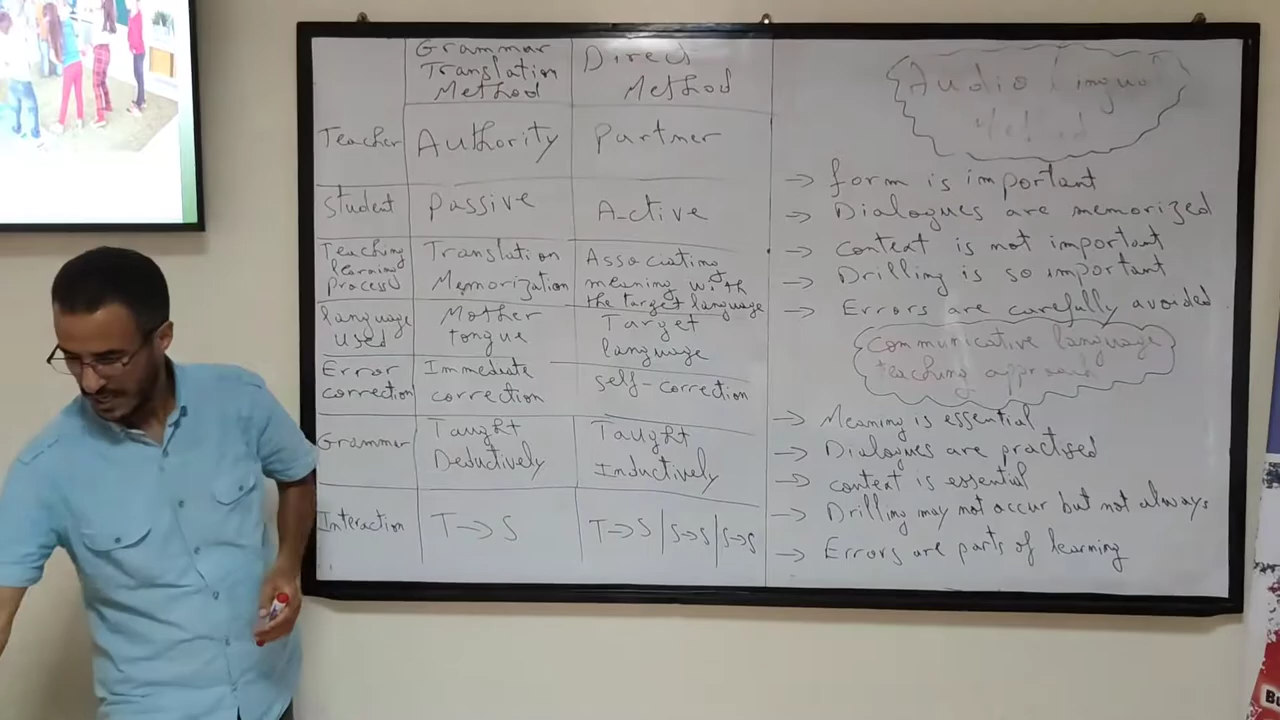 Grammar
Translation
Method
Direct
Method
Teacher
Authority
Partner
Student
Passive
Active
Teaching
learning
process
Translation
Memorization
Associating
meaning with
the target language
language
used
Mother
tongue
Target
language
Error
correction
Immediate
correction
self-correction
Grammer
Taught
Deductively
Taught
Inductively
Interaction
T → S
T → S | S → S | S → S
Audio lingual
→ form is important
→ Dialogues are memorized
→ context is not important
→ Drilling is so important
→ Errors are carefully avoided
Communicative language
teaching approach
→ Meaning is essential
→ Dialogues are practised
→ context is essential
→ Drilling may not occur but not always
→ Errors are parts of learning